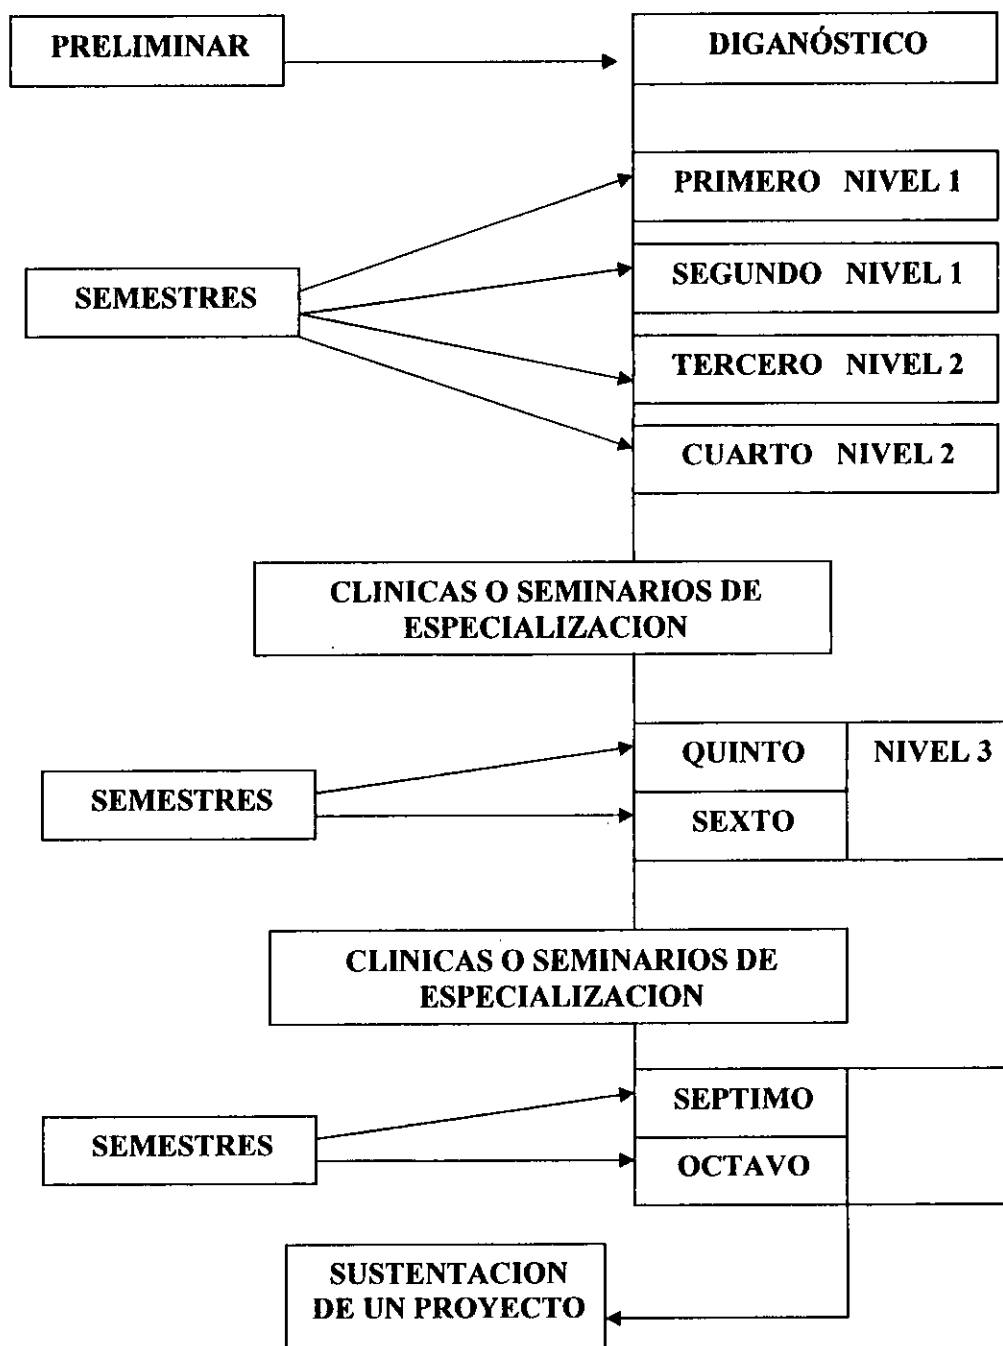 PRELIMINAR
DIGANÓSTICO
PRIMERO NIVEL 1
SEGUNDO NIVEL 1
SEMESTRES
TERCERO NIVEL 2
CUARTO NIVEL 2
CLINICAS O SEMINARIOS DE
ESPECIALIZACION
QUINTO NIVEL 3
SEMESTRES
SEXTO
CLINICAS O SEMINARIOS DE
ESPECIALIZACION
SEPTIMO
SEMESTRES
OCTAVO
SUSTENTACION
DE UN PROYECTO